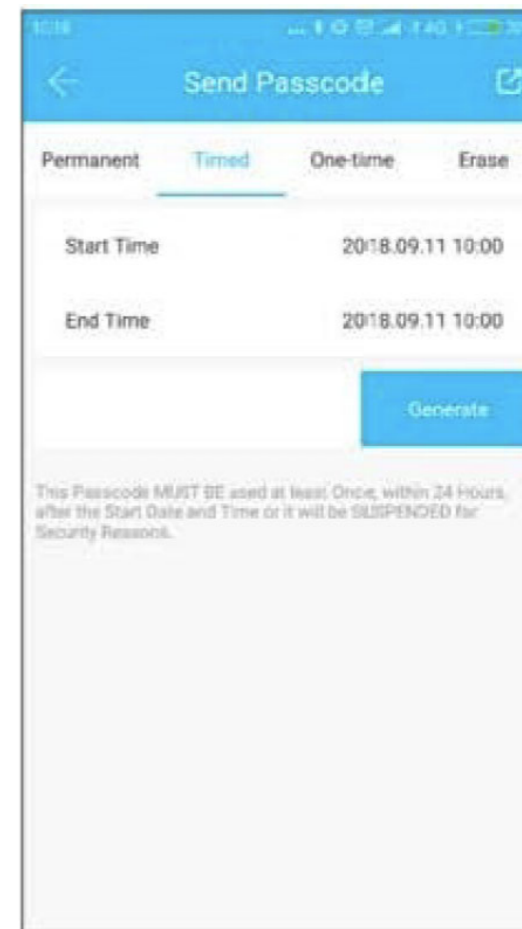 10:16
Send Passcode
Permanent Timed One-time Erase
Start Time 2018.09.11 10:00
End Time 2018.09.11 10:00
Generate
This Passcode MUST BE used at least Once, within 24 Hours,
after the Start Date and Time or it will be SUSPENDED for
Security Reasons.